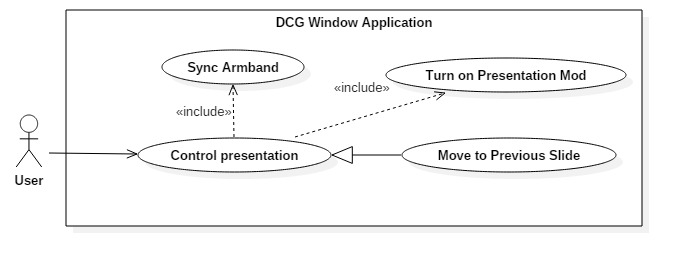 DCG Window Application
Sync Armband
Turn on Presentation Mod
«include»
«include»
Control presentation
Move to Previous Slide
User